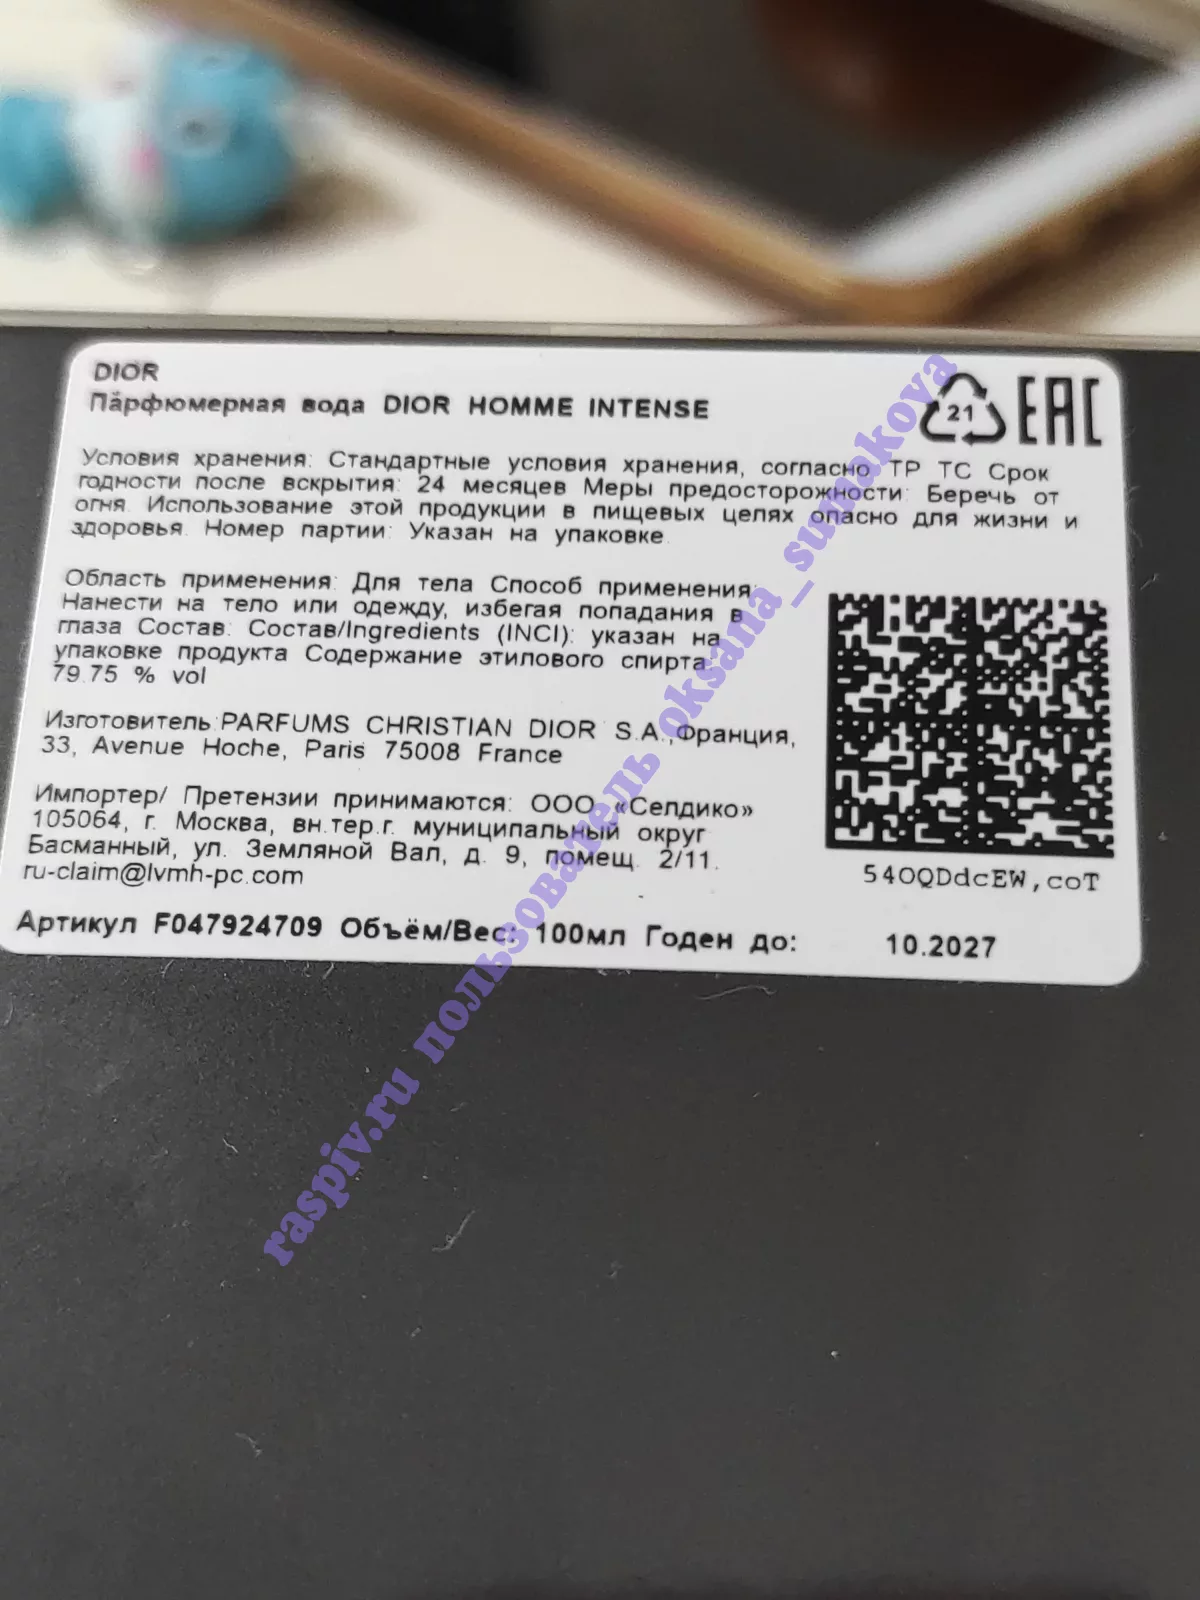 DIOR
Парфюмерная вода DIOR HOMME INTENSE
21
EAC
Условия хранения: Стандартные условия хранения, согласно ТР ТС Срок
годности после вскрытия: 24 месяцев Меры предосторожности: Беречь от
огня. Использование этой продукции в пищевых целях опасно для жизни и
здоровья. Номер партии: Указан на упаковке.
Область применения: Для тела Способ применения:
Нанести на тело или одежду, избегая попадания в
глаза Состав: Состав/Ingredients (INCI): указан на
упаковке продукта Содержание этилового спирта:
79.75 % vol
Изготовитель:PARFUMS CHRISTIAN DIOR S.A.,Франция,
33, Avenue Hoche, Paris 75008 France
Импортер/ Претензии принимаются: ООО «Селдико»
105064, г. Москва, вн.тер.г. муниципальный округ
Басманный, ул. Земляной Вал, д. 9, помещ. 2/11.
ru-claim@lvmh-pc.com
54OQDdcEW,coT
Артикул F047924709 Объём/Вес: 100мл Годен до: 10.2027
raspiv.ru пользователь oksana_sumakova